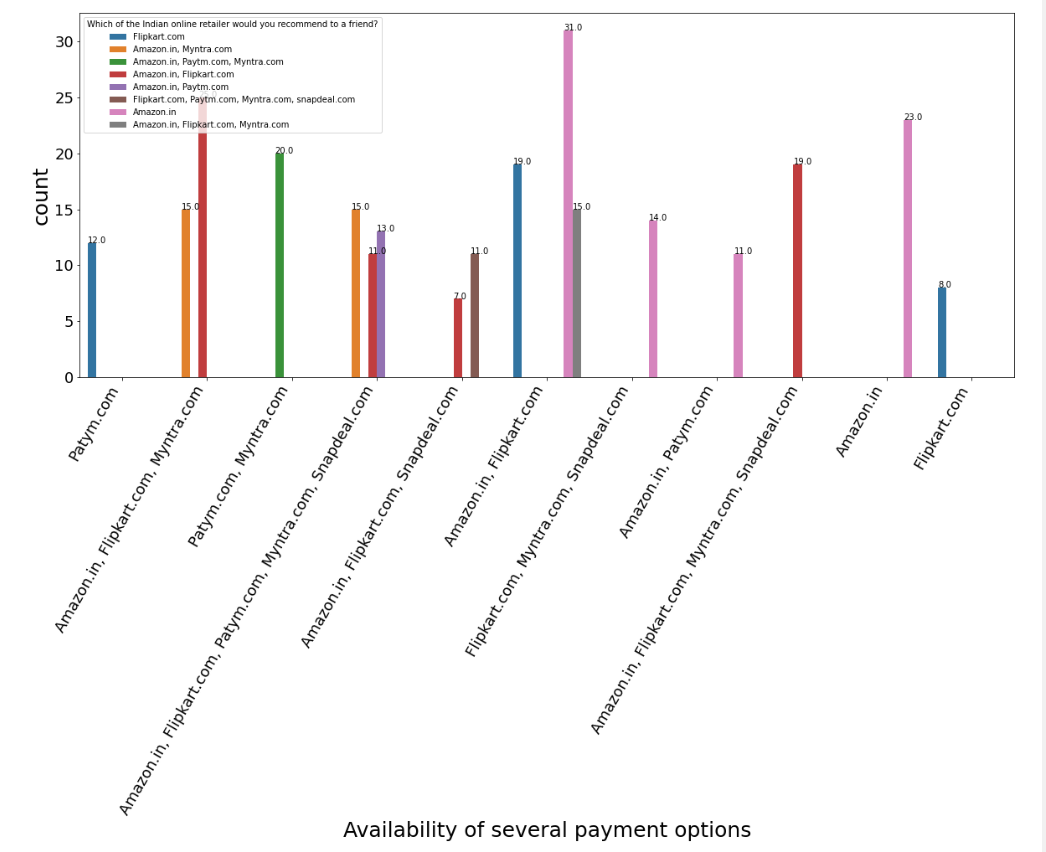 Which of the Indian online retailer would you recommend to a friend?
Flipkart.com
Amazon.in, Myntra.com
Amazon.in, Paytm.com, Myntra.com
Amazon.in, Flipkart.com
Amazon.in, Paytm.com
Flipkart.com, Paytm.com, Myntra.com, snapdeal.com
Amazon.in
Amazon.in, Flipkart.com, Myntra.com
count
30
25
20
15
10
5
0
12.0
15.0
20.0
15.0
11.0
13.0
7.0
11.0
19.0
31.0
15.0
14.0
11.0
19.0
23.0
8.0
Patym.com
Amazon.in, Flipkart.com, Myntra.com
Patym.com, Myntra.com
Amazon.in, Flipkart.com, Patym.com, Myntra.com, Snapdeal.com
Amazon.in, Flipkart.com, Snapdeal.com
Amazon.in, Flipkart.com
Flipkart.com, Myntra.com, Snapdeal.com
Amazon.in, Patym.com
Amazon.in, Flipkart.com, Myntra.com, Snapdeal.com
Amazon.in
Flipkart.com
Availability of several payment options